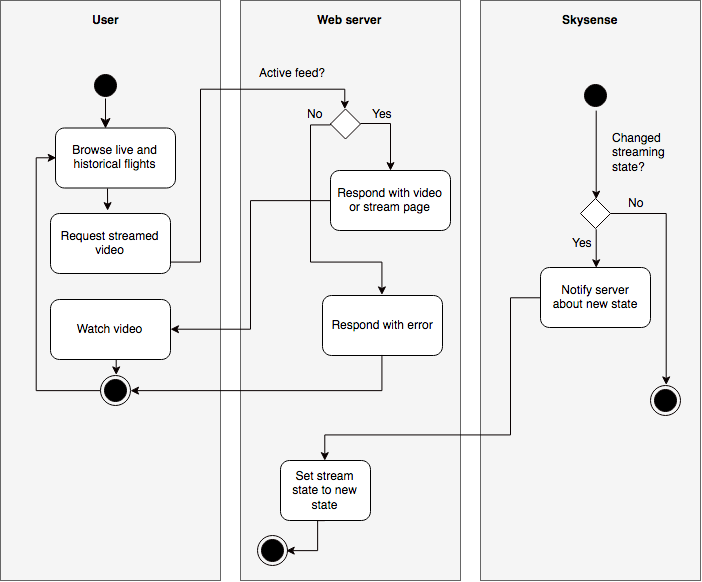 User
Web server
Skysense
Active feed?
No
Yes
Browse live and
historical flights
Request streamed
video
Watch video
Respond with video
or stream page
Respond with error
Set stream
state to new
state
Changed
streaming
state?
No
Yes
Notify server
about new state